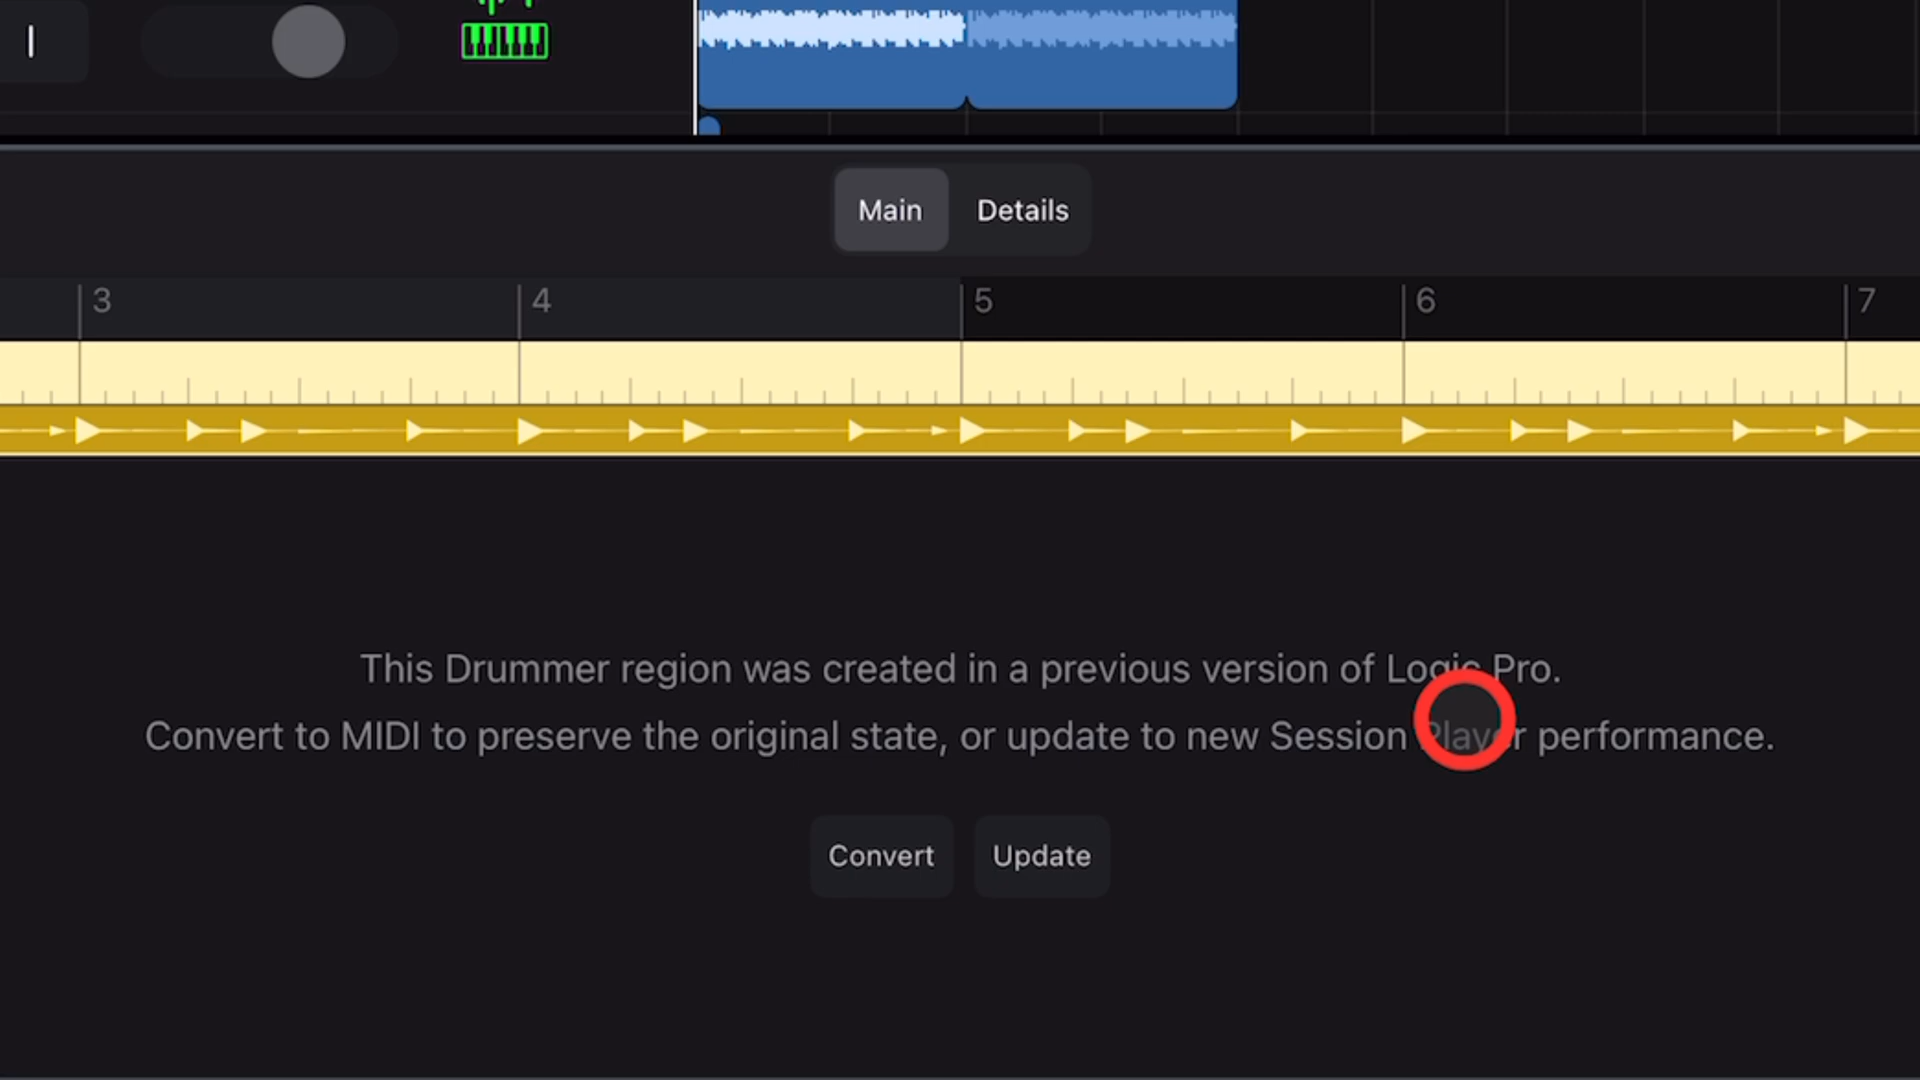 Main Details
3 4 5 6 7
This Drummer region was created in a previous version of Logic Pro.
Convert to MIDI to preserve the original state, or update to new Session Player performance.
Convert Update